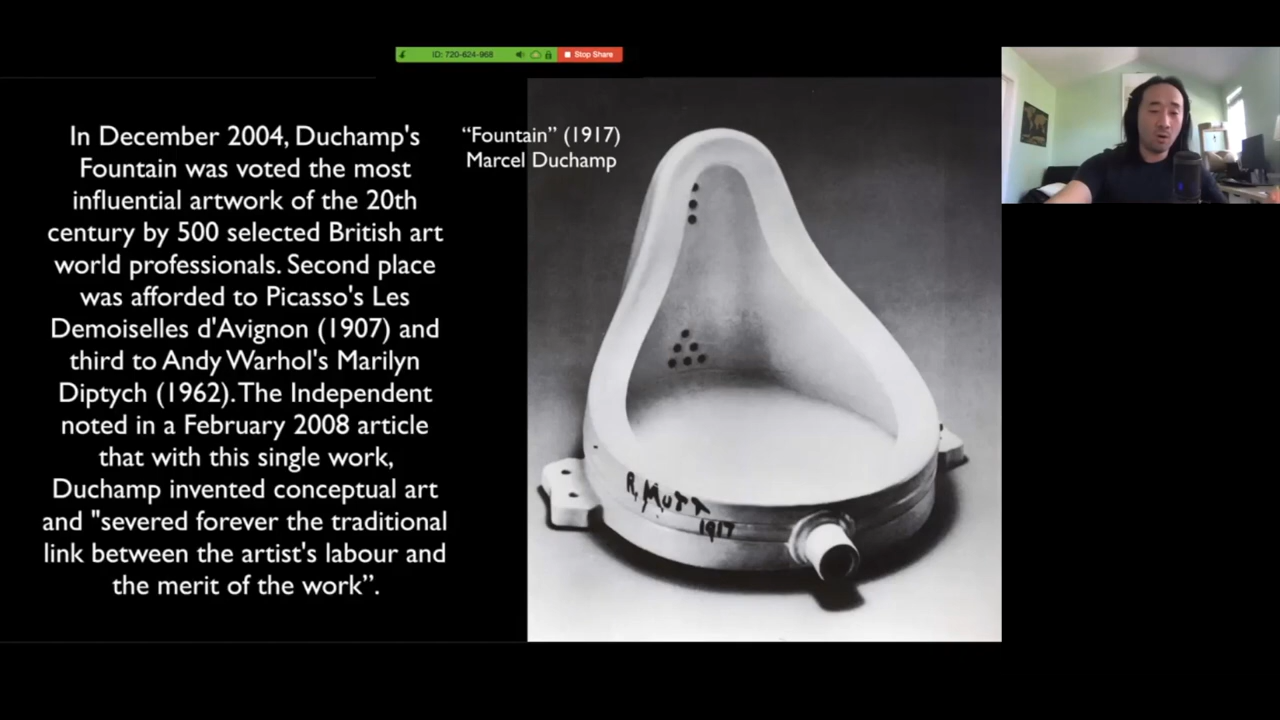 ID: 720-624-968
Stop Share
In December 2004, Duchamp's
Fountain was voted the most
influential artwork of the 20th
century by 500 selected British art
world professionals. Second place
was afforded to Picasso's Les
Demoiselles d'Avignon (1907) and
third to Andy Warhol's Marilyn
Diptych (1962). The Independent
noted in a February 2008 article
that with this single work,
Duchamp invented conceptual art
and "severed forever the traditional
link between the artist's labour and
the merit of the work”.
“Fountain” (1917)
Marcel Duchamp
R. MUTT
1917